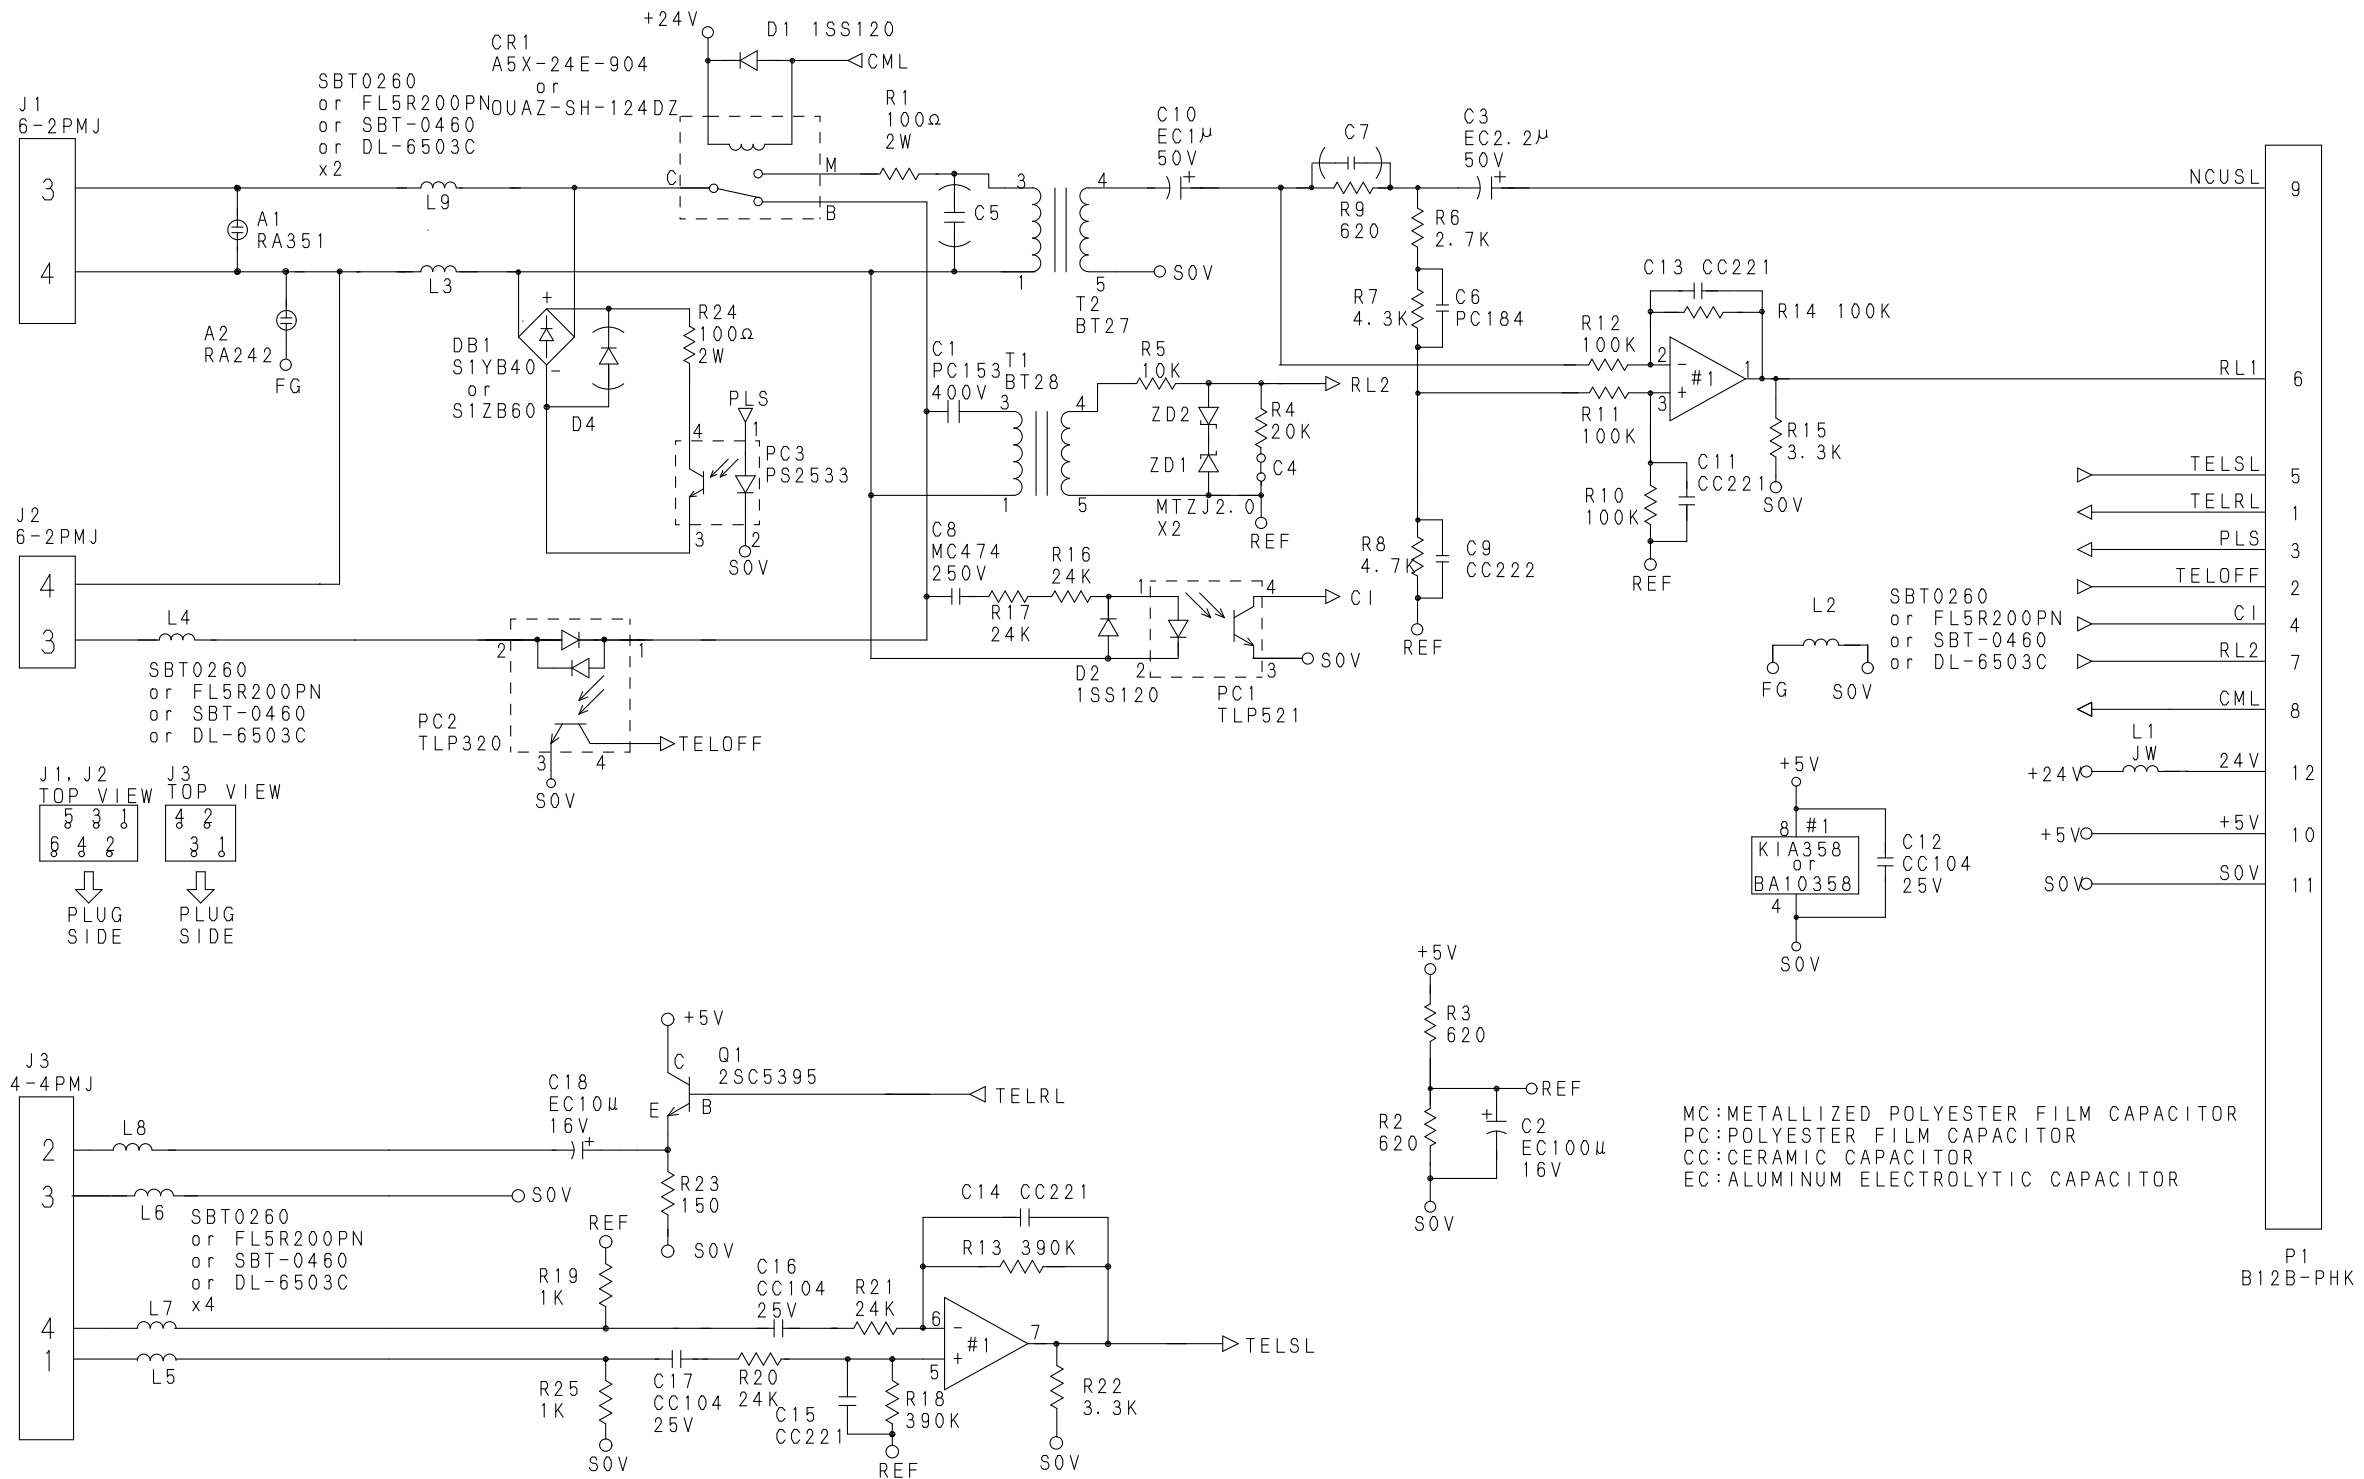 +24V
D1 1SS120
CML
CR1
A5X-24E-904
or
OUAZ-SH-124DZ
SBT0260
or FL5R200PN
or SBT-0460
or DL-6503C
x2
J1
6-2PMJ
3
4
A1
RA351
A2
RA242
FG
L9
L3
C
M
B
R1
100Ω
2W
C5
3
1
4
5
T2
BT27
S0V
C10
EC1μ
50V
C7
R9
620
C3
EC2.2μ
50V
R6
2.7K
R7
4.3K
C6
PC184
C13 CC221
R14 100K
R12
100K
R11
100K
2
3
1
−
+
#1
R15
3.3K
S0V
C11
CC221
R10
100K
REF
R8
4.7K
C9
CC222
REF
DB1
S1YB40
or
S1ZB60
+
−
D4
R24
100Ω
2W
PLS
4
1
PC3
PS2533
3
2
S0V
C1
PC153
400V
T1
BT28
3
1
4
5
R5
10K
RL2
ZD2
ZD1
MTZJ2.0
X2
R4
20K
C4
REF
C8
MC474
250V
R17
24K
R16
24K
D2
1SS120
1
2
4
3
PC1
TLP521
CI
S0V
J2
6-2PMJ
4
3
L4
SBT0260
or FL5R200PN
or SBT-0460
or DL-6503C
2
1
PC2
TLP320
3
4
TELOFF
S0V
J1, J2
TOP VIEW
5 3 1
6 4 2
PLUG
SIDE
J3
TOP VIEW
4 2
3 1
PLUG
SIDE
NCUSL
9
RL1
6
TELSL
5
TELRL
1
PLS
3
TELOFF
2
CI
4
RL2
7
CML
8
+24V
L1
JW
24V
12
+5V
+5V
10
S0V
S0V
11
P1
B12B-PHK
L2
FG
S0V
SBT0260
or FL5R200PN
or SBT-0460
or DL-6503C
+5V
8
#1
KIA358
or
BA10358
4
C12
CC104
25V
S0V
+5V
R3
620
REF
R2
620
+
C2
EC100μ
16V
S0V
MC:METALLIZED POLYESTER FILM CAPACITOR
PC:POLYESTER FILM CAPACITOR
CC:CERAMIC CAPACITOR
EC:ALUMINUM ELECTROLYTIC CAPACITOR
J3
4-4PMJ
2
3
4
1
L8
L6
SBT0260
or FL5R200PN
or SBT-0460
or DL-6503C
x4
L7
L5
C18
EC10μ
16V
+
+5V
C
E
B
Q1
2SC5395
TELRL
R23
150
S0V
S0V
REF
R19
1K
R25
1K
S0V
C16
CC104
25V
R21
24K
C17
CC104
25V
R20
24K
C15
CC221
R18
390K
REF
C14 CC221
R13 390K
6
5
7
−
+
#1
TELSL
R22
3.3K
S0V